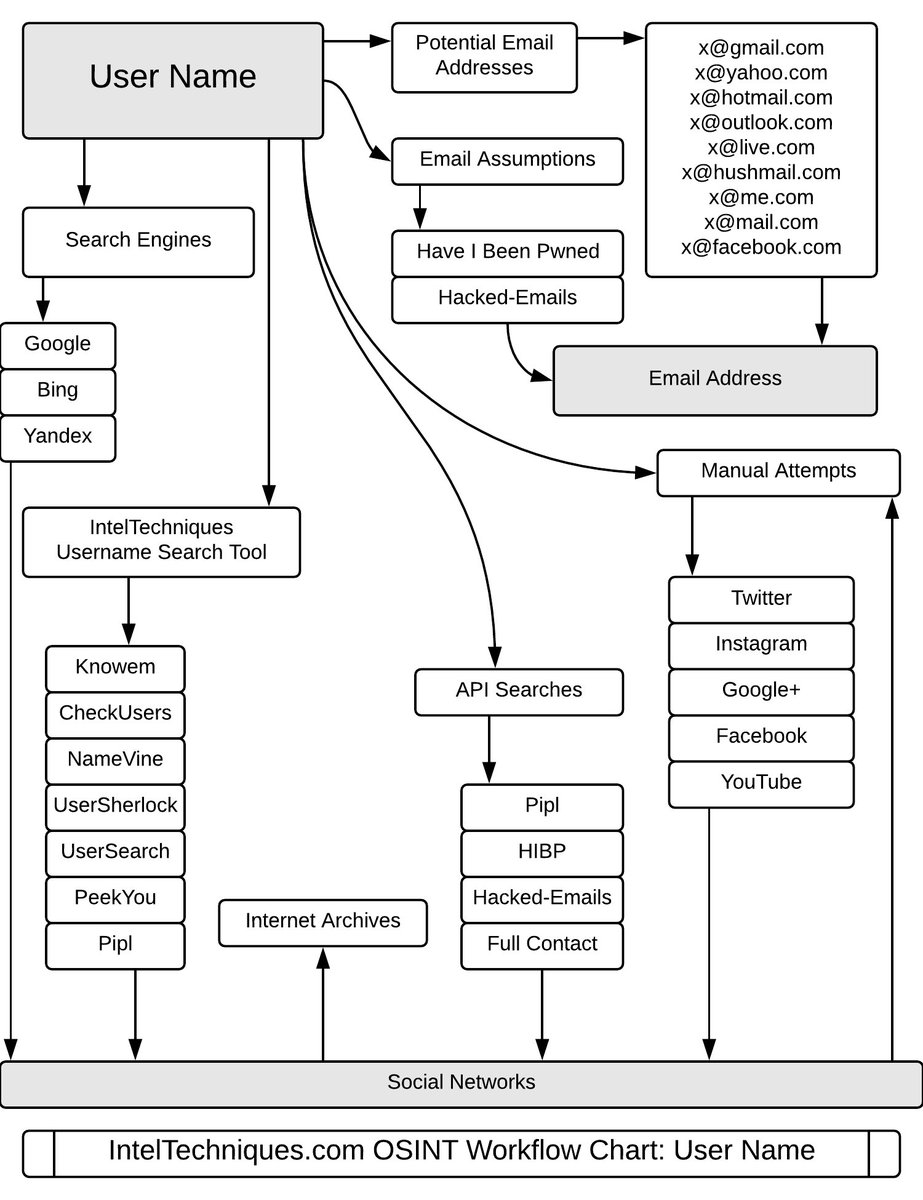 User Name
Potential Email
Addresses
x@gmail.com
x@yahoo.com
x@hotmail.com
x@outlook.com
x@live.com
x@hushmail.com
x@me.com
x@mail.com
x@facebook.com
Email Assumptions
Search Engines
Have I Been Pwned
Hacked-Emails
Google
Bing
Yandex
Email Address
Manual Attempts
IntelTechniques
Username Search Tool
Twitter
Instagram
Google+
Facebook
YouTube
Knowem
CheckUsers
NameVine
UserSherlock
UserSearch
PeekYou
Pipl
API Searches
Pipl
HIBP
Hacked-Emails
Full Contact
Internet Archives
Social Networks
IntelTechniques.com OSINT Workflow Chart: User Name